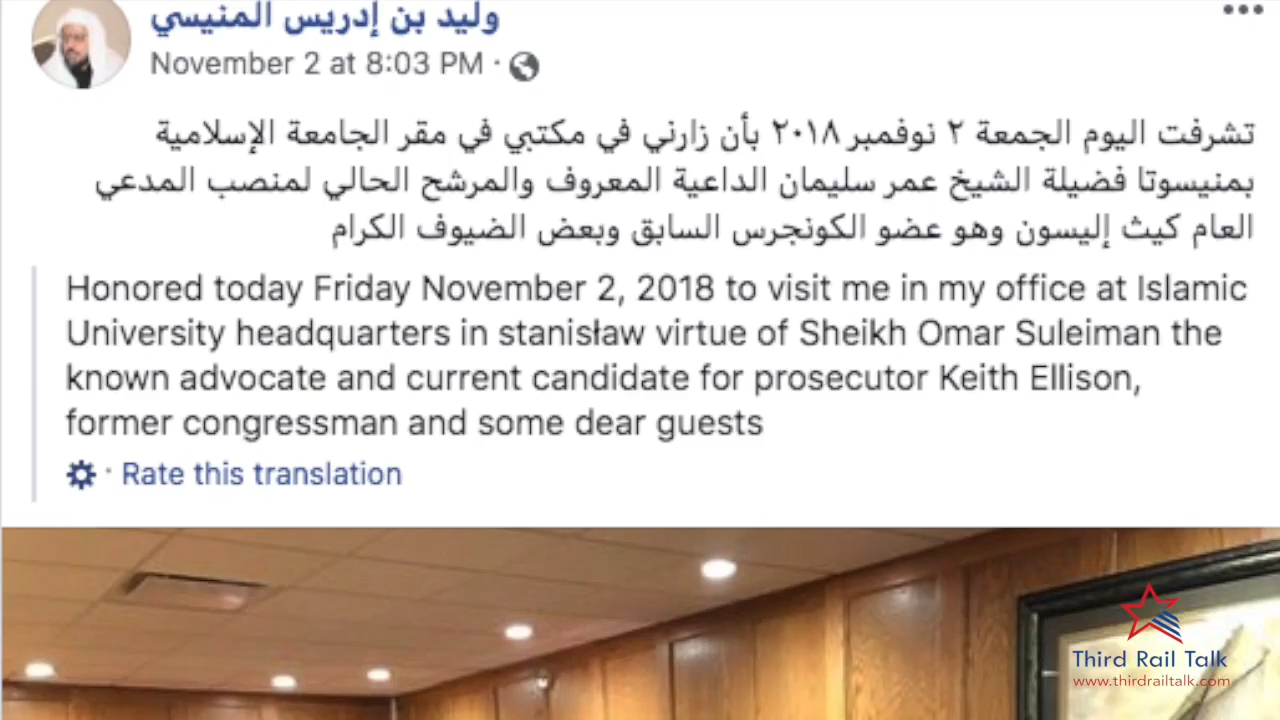 وليد بن إدريس المنيسي
November 2 at 8:03 PM ·
تشرفت اليوم الجمعة ٢ نوفمبر ٢٠١٨ بأن زارني في مكتبي في مقر الجامعة الإسلامية
بمنيسوتا فضيلة الشيخ عمر سليمان الداعية المعروف والمرشح الحالي لمنصب المدعي
العام كيث إليسون وهو عضو الكونجرس السابق وبعض الضيوف الكرام
Honored today Friday November 2, 2018 to visit me in my office at Islamic
University headquarters in stanisław virtue of Sheikh Omar Suleiman the
known advocate and current candidate for prosecutor Keith Ellison,
former congressman and some dear guests
· Rate this translation
Third Rail Talk
www.thirdrailtalk.com